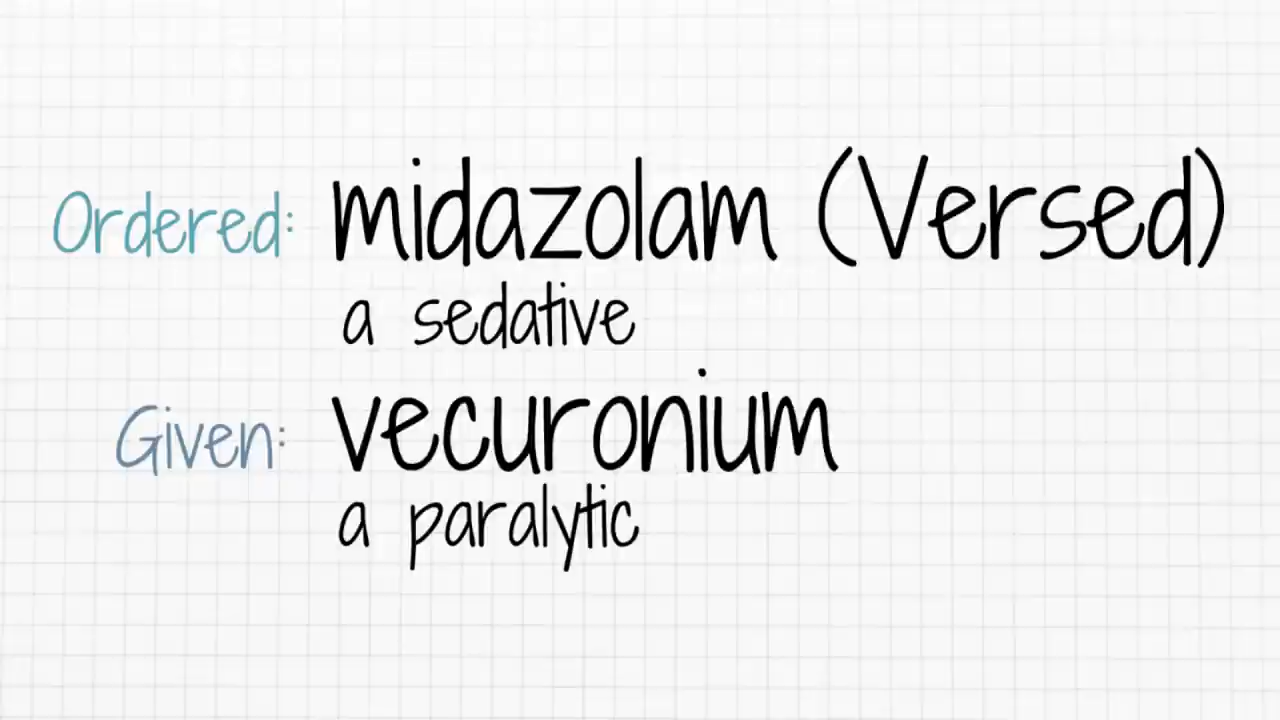 Ordered: midazolam (Versed)
a sedative
Given: vecuronium
a paralytic